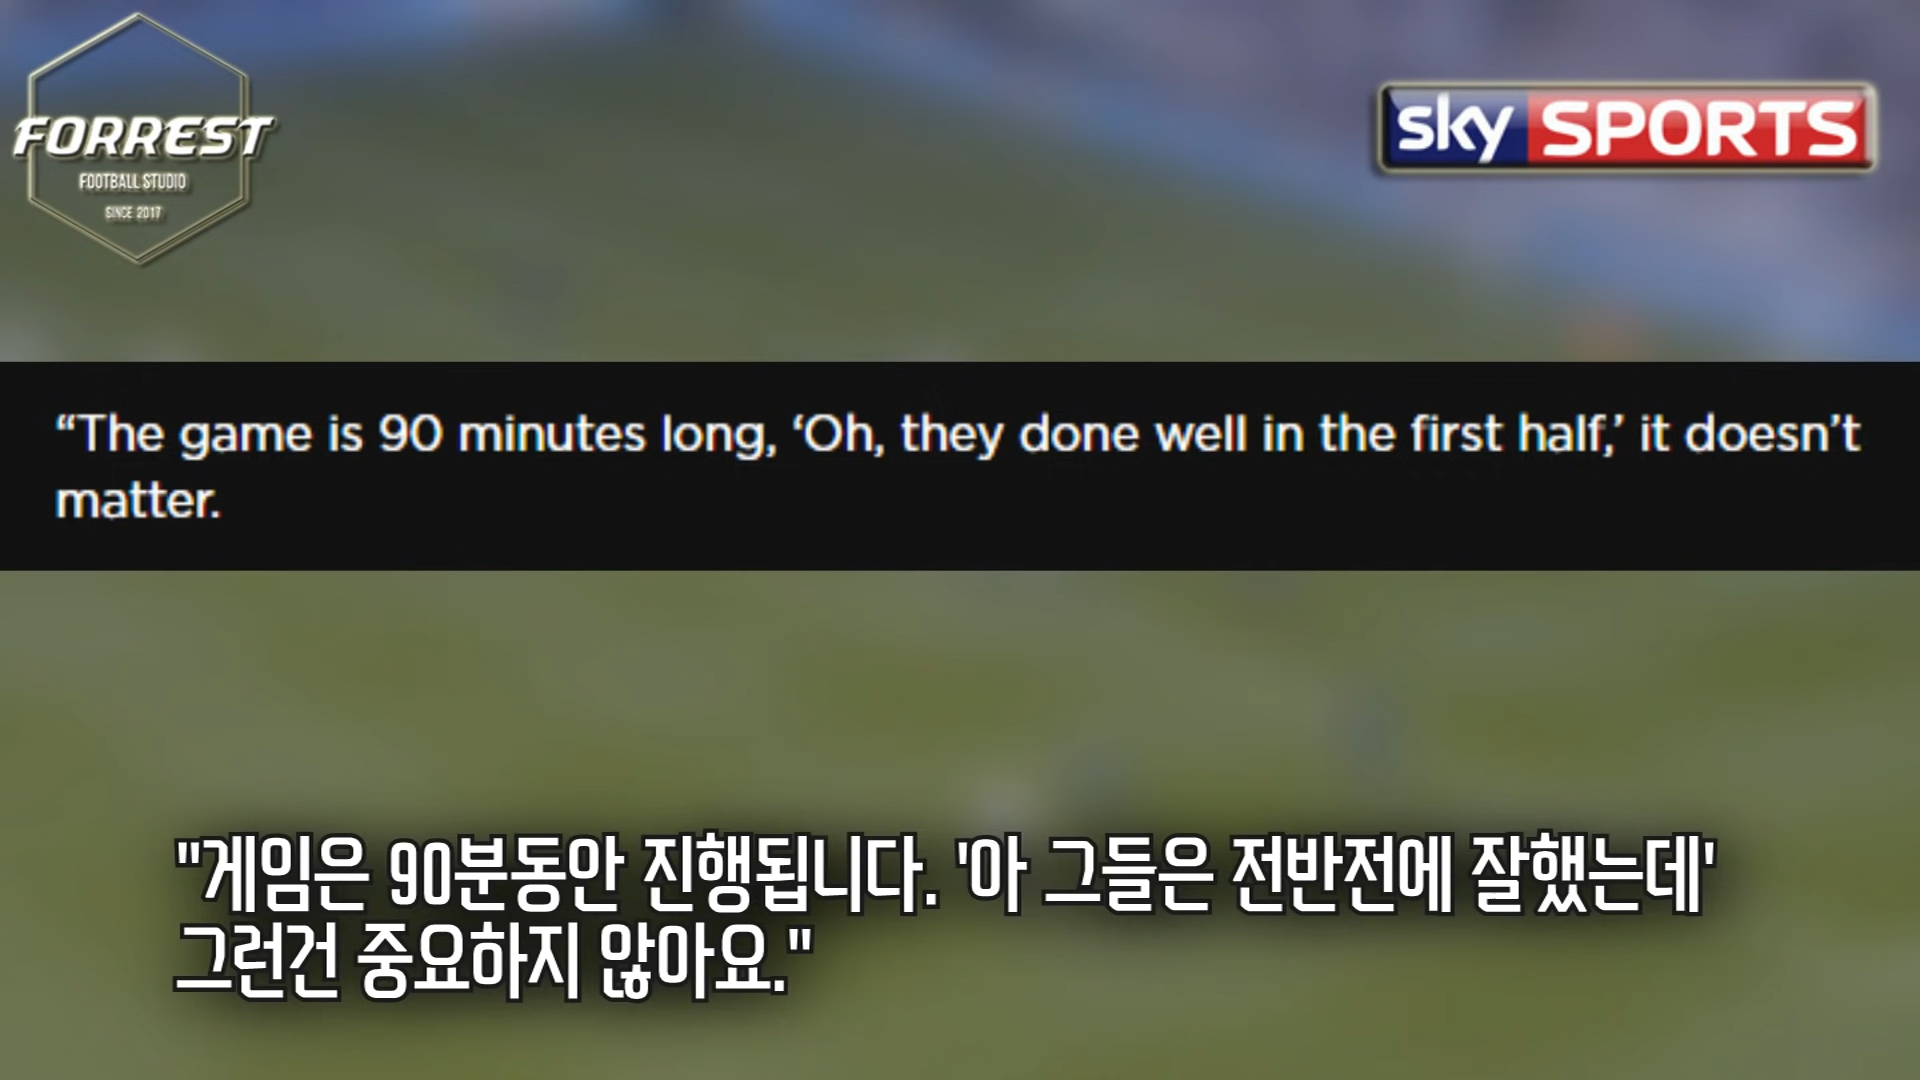 FORREST
FOOTBALL STUDIO
SINCE 2017
sky SPORTS
“The game is 90 minutes long, ‘Oh, they done well in the first half,’ it doesn’t
matter.
"게임은 90분동안 진행됩니다. '아 그들은 전반전에 잘했는데'
그런건 중요하지 않아요."